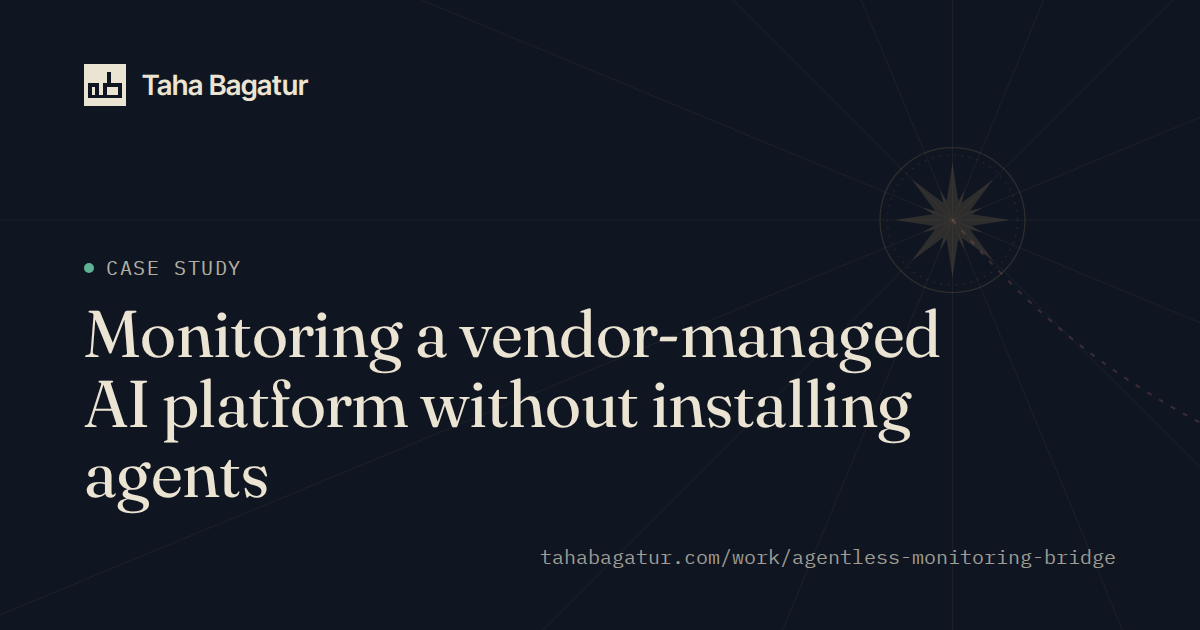 Taha Bagatur
CASE STUDY
Monitoring a vendor-managed
AI platform without installing
agents
tahabagatur.com/work/agentless-monitoring-bridge